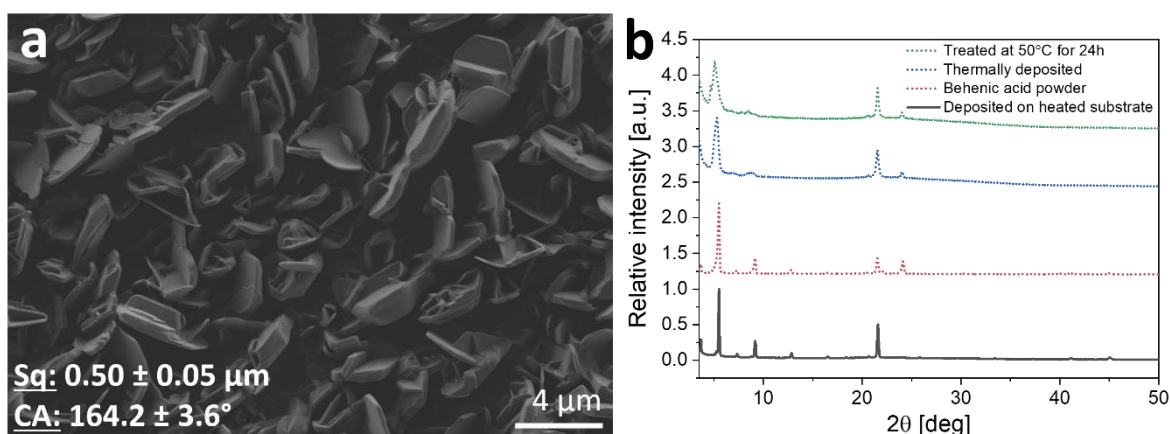 a
Sq: 0.50 ± 0.05 µm
CA: 164.2 ± 3.6°
4 µm
b
Treated at 50°C for 24h
Thermally deposited
Behenic acid powder
Deposited on heated substrate
Relative intensity [a.u.]
4.5
4.0
3.5
3.0
2.5
2.0
1.5
1.0
0.5
0.0
10 20 30 40 50
2θ [deg]